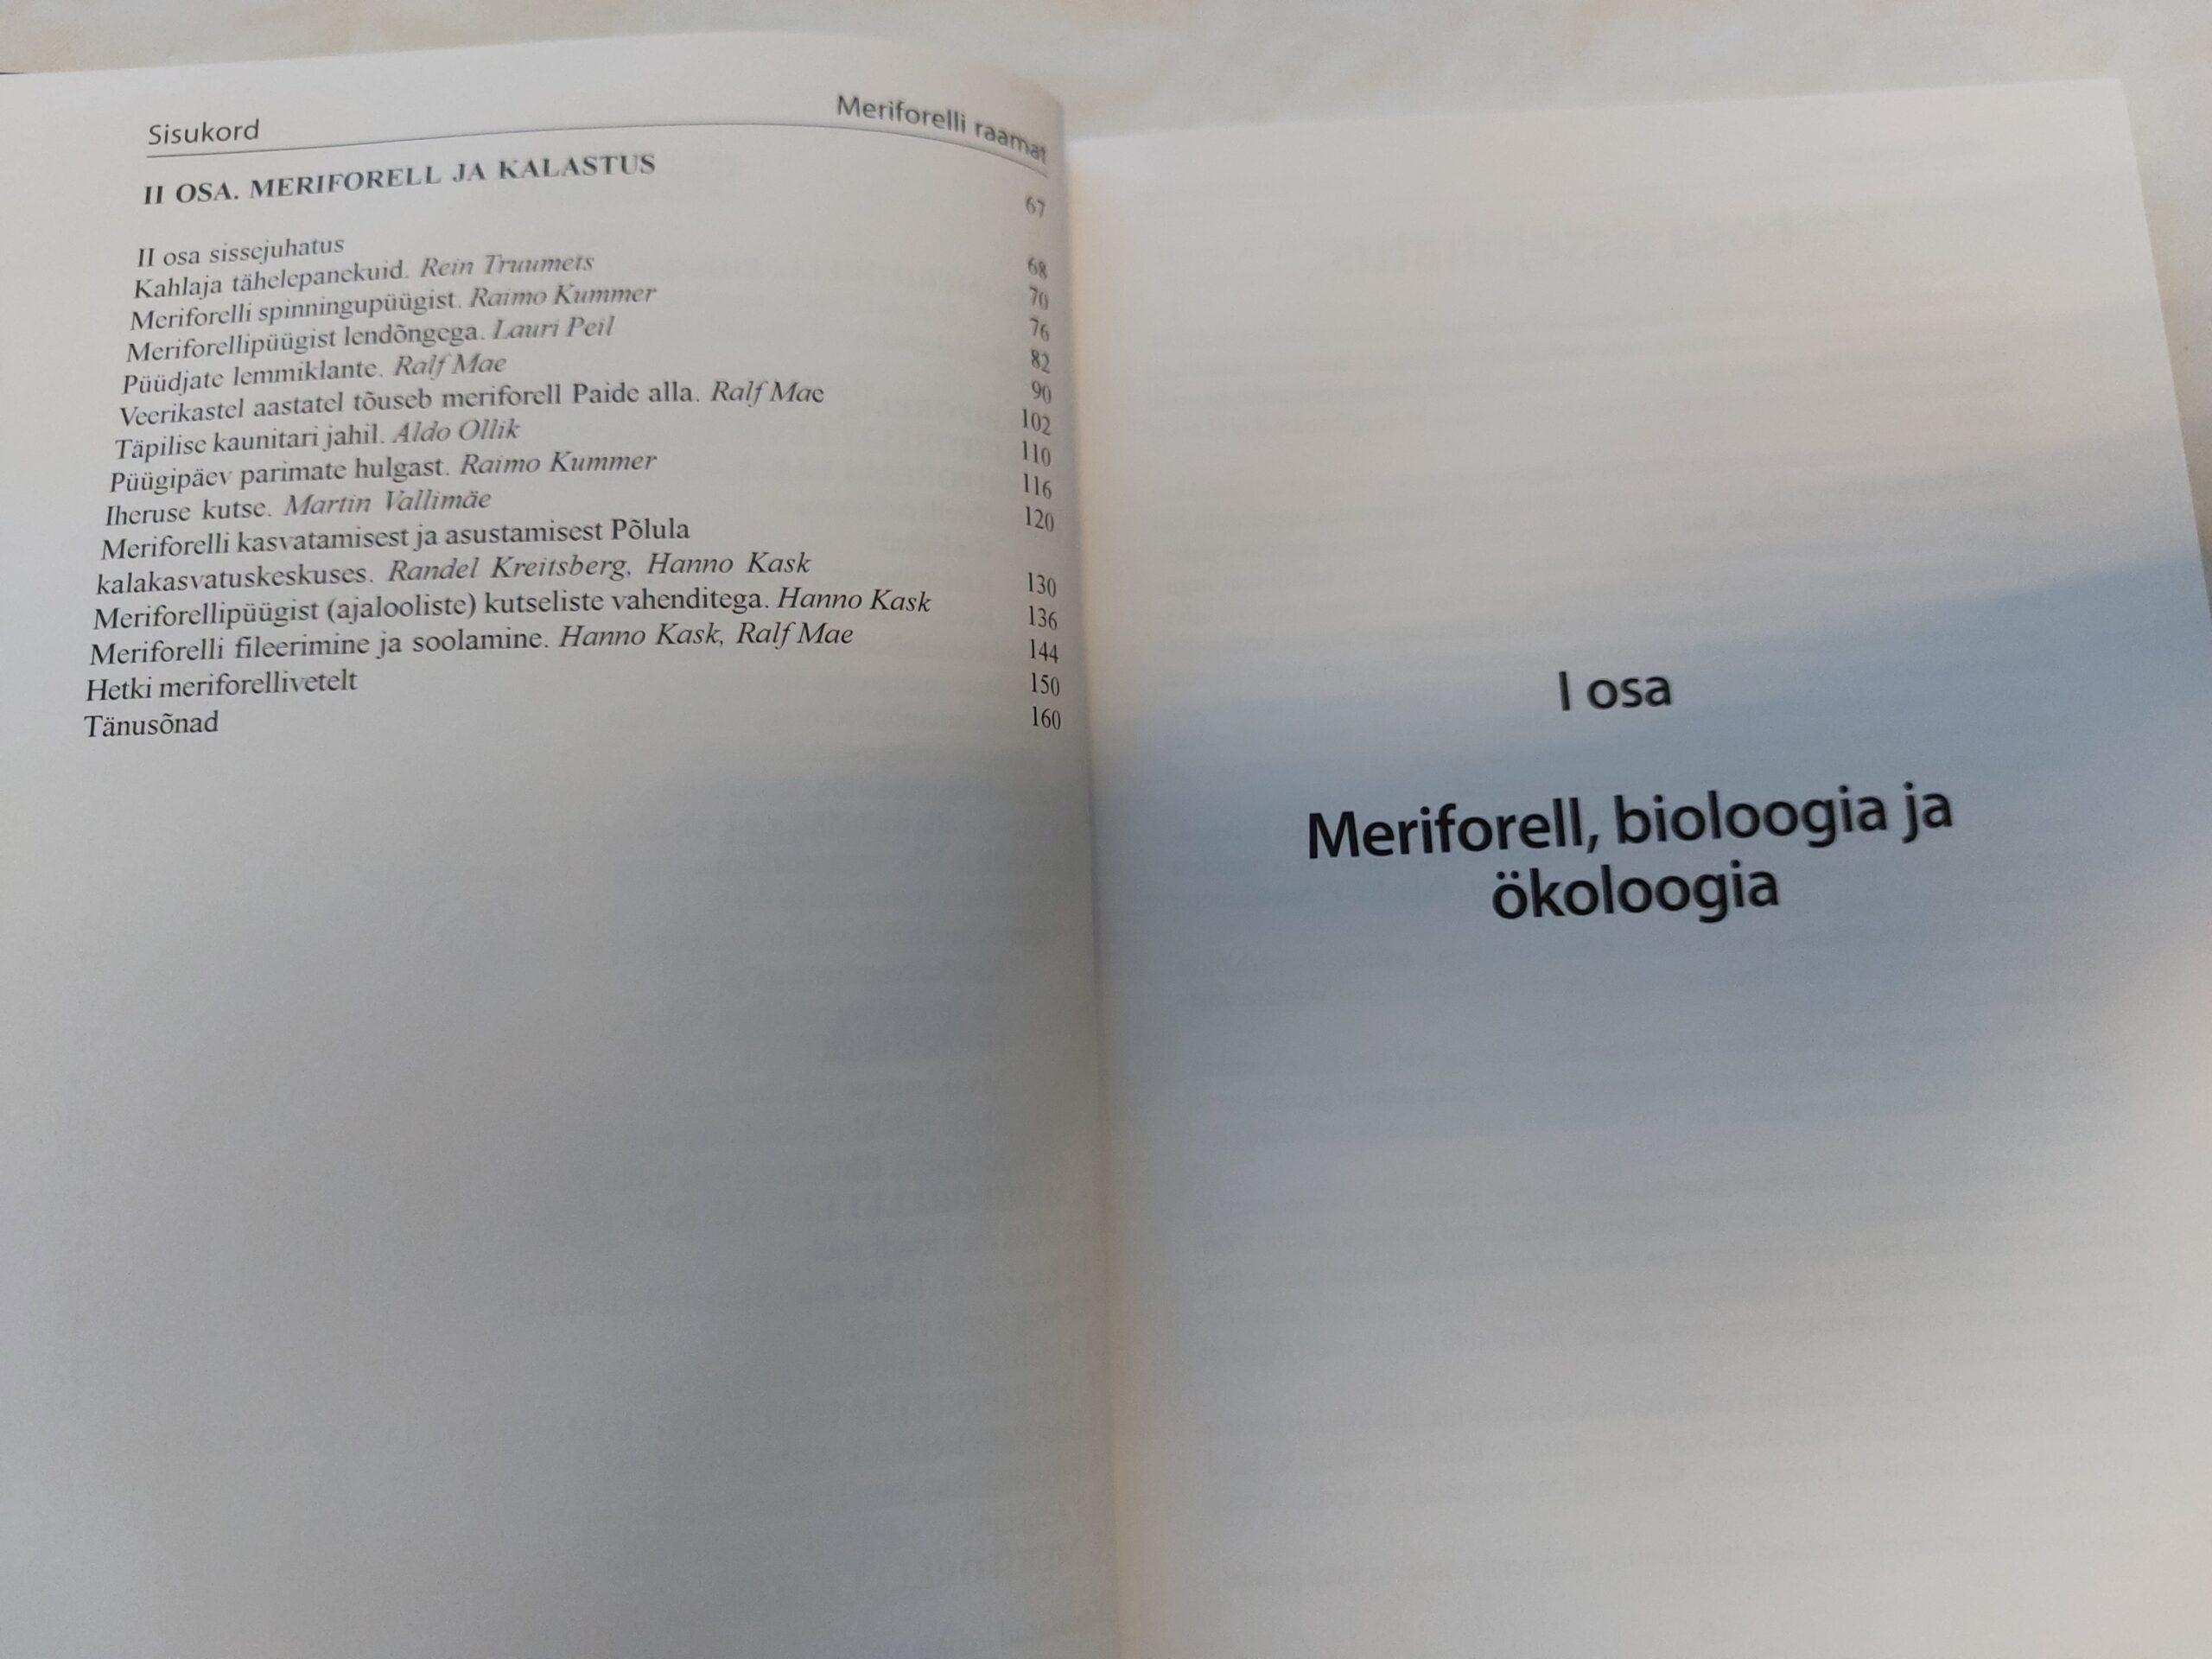 Sisukord
Meriforelli raamat
II OSA. MERIFORELL JA KALASTUS 67
II osa sissejuhatus 68
Kahlaja tähelepanekuid. Rein Truumets 70
Meriforelli spinningupüügist. Raimo Kummer 76
Meriforellipüügist lendõngega. Lauri Peil 82
Püüdjate lemmiklante. Ralf Mae 90
Veerikastel aastatel tõuseb meriforell Paide alla. Ralf Mae 102
Täpilise kaunitari jahil. Aldo Ollik 110
Püügipäev parimate hulgast. Raimo Kummer 116
Iheruse kutse. Martin Vallimäe 120
Meriforelli kasvatamisest ja asustamisest Põlula
kalakasvatuskeskuses. Randel Kreitsberg, Hanno Kask 130
Meriforellipüügist (ajalooliste) kutseliste vahenditega. Hanno Kask 136
Meriforelli fileerimine ja soolamine. Hanno Kask, Ralf Mae 144
Hetki meriforellivetelt 150
Tänusõnad 160
I osa
Meriforell, bioloogia ja
ökoloogia